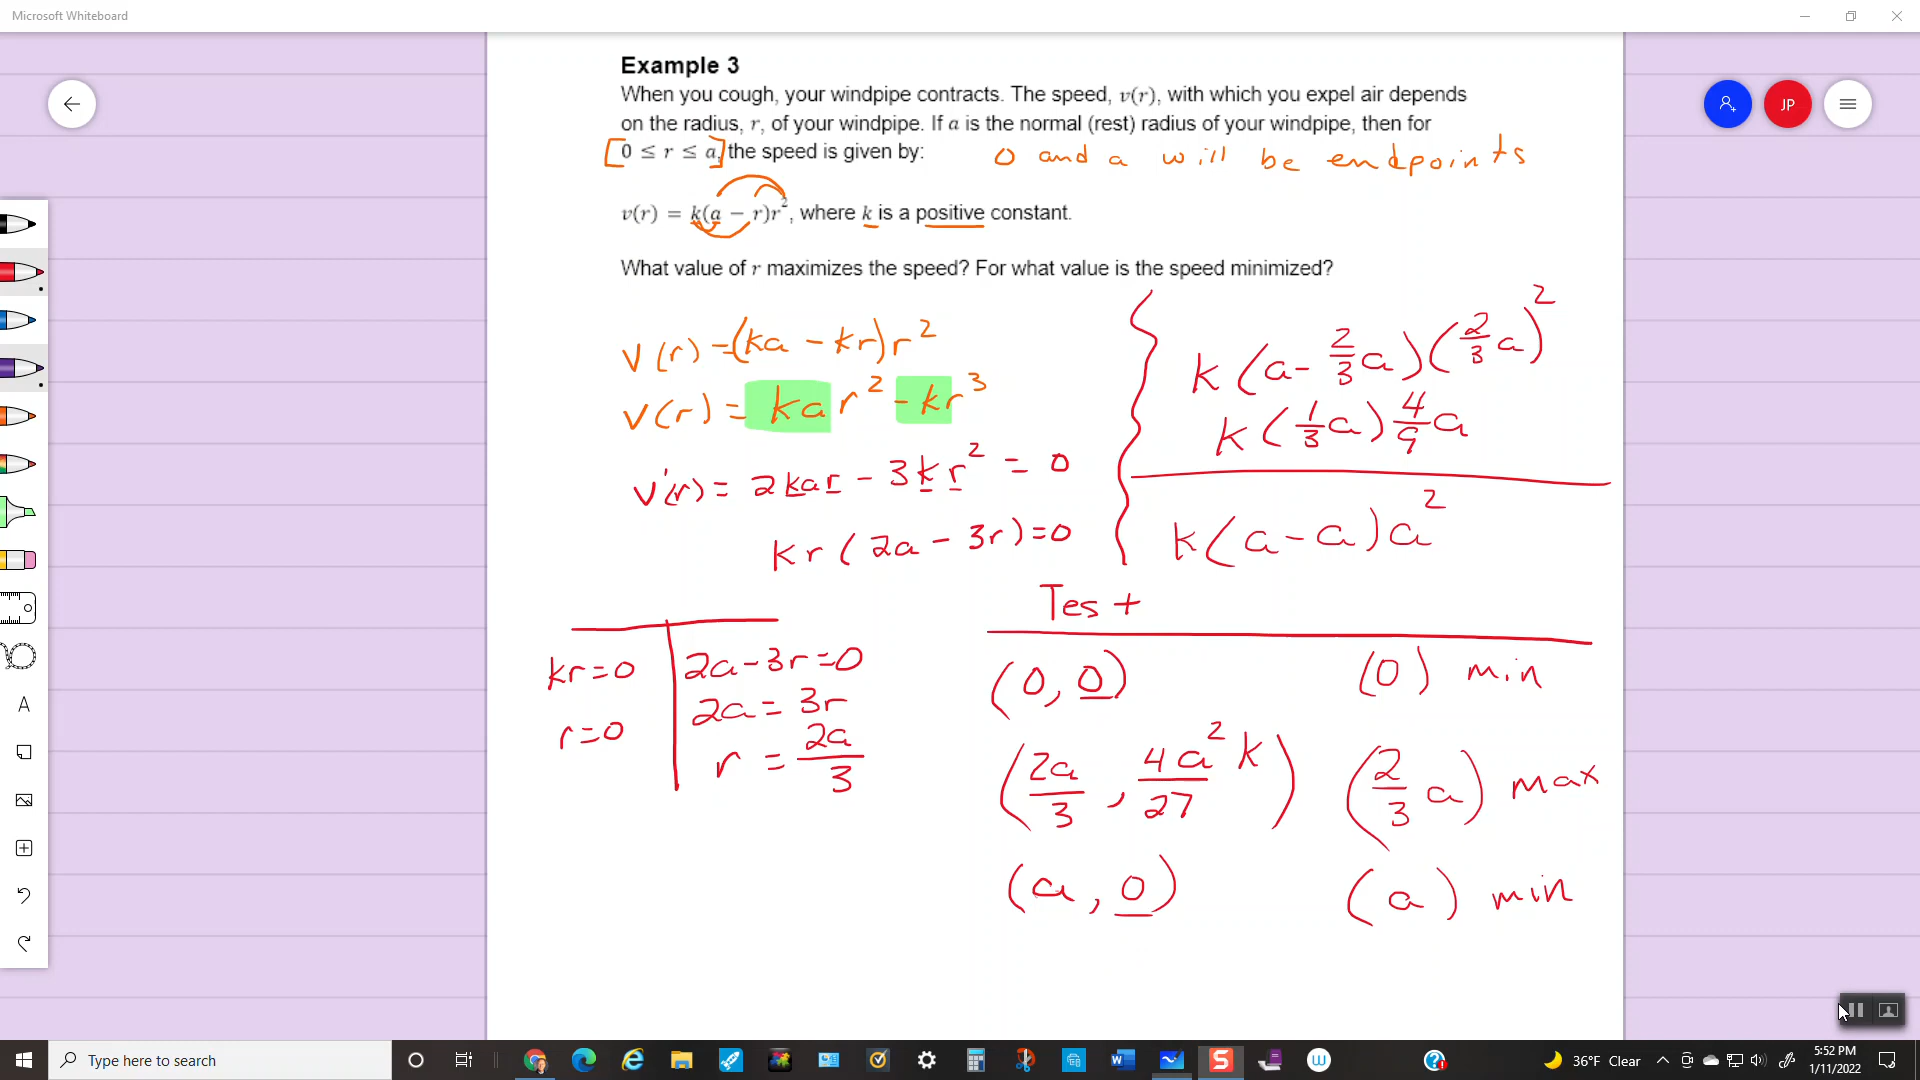 Microsoft Whiteboard
Example 3
When you cough, your windpipe contracts. The speed, v(r), with which you expel air depends
on the radius, r, of your windpipe. If a is the normal (rest) radius of your windpipe, then for
[0 ≤ r ≤ a,] the speed is given by:
0 and a will be endpoints
v(r) = k(a − r)r², where k is a positive constant.
What value of r maximizes the speed? For what value is the speed minimized?
v(r) = (ka − kr)r²
v(r) = kar² − kr³
v'(r) = 2kar − 3kr² = 0
kr(2a − 3r) = 0
k(a − 2/3 a)(2/3 a)²
k(1/3 a) 4/9 a
k(a − a)a²
kr = 0
r = 0
2a − 3r = 0
2a = 3r
r = 2a/3
Test
(0, 0) (0) min
(2a/3, 4a²k/27) (2/3 a) max
(a, 0) (a) min
JP
A
Type here to search
36°F Clear
5:52 PM
1/11/2022